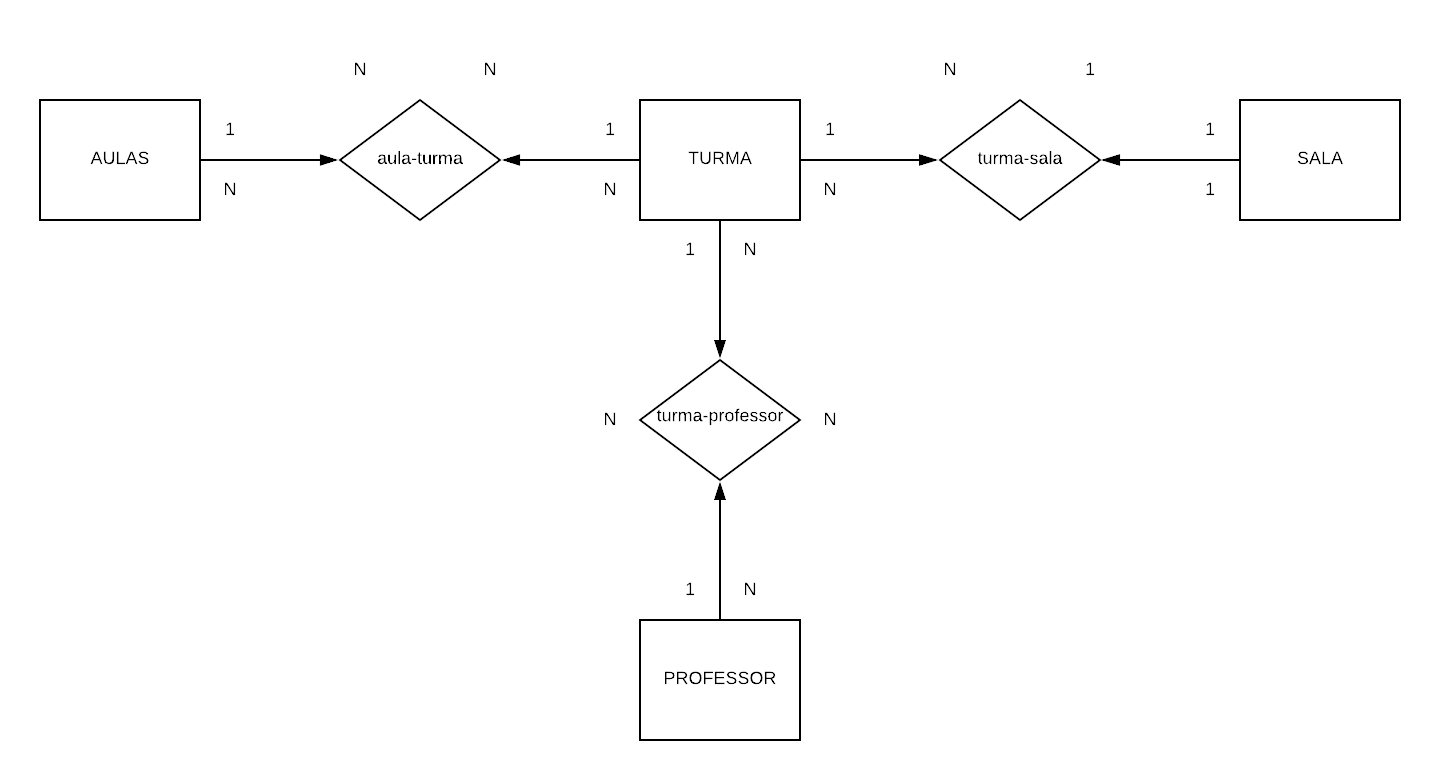 N N N 1
1 1 1 1
AULAS aula-turma TURMA turma-sala SALA
N N N 1
1 N
N turma-professor N
1 N
PROFESSOR